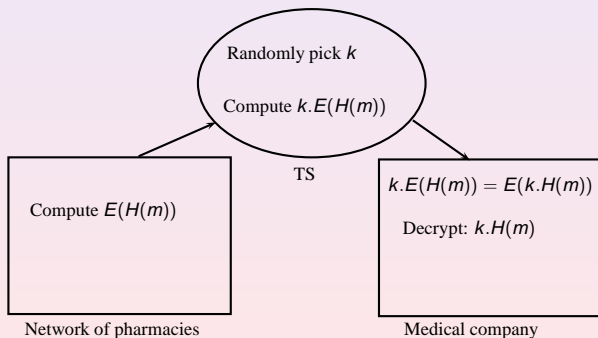 Randomly pick k
Compute k.E(H(m))
TS
Compute E(H(m))
Network of pharmacies
k.E(H(m)) = E(k.H(m))
Decrypt: k.H(m)
Medical company